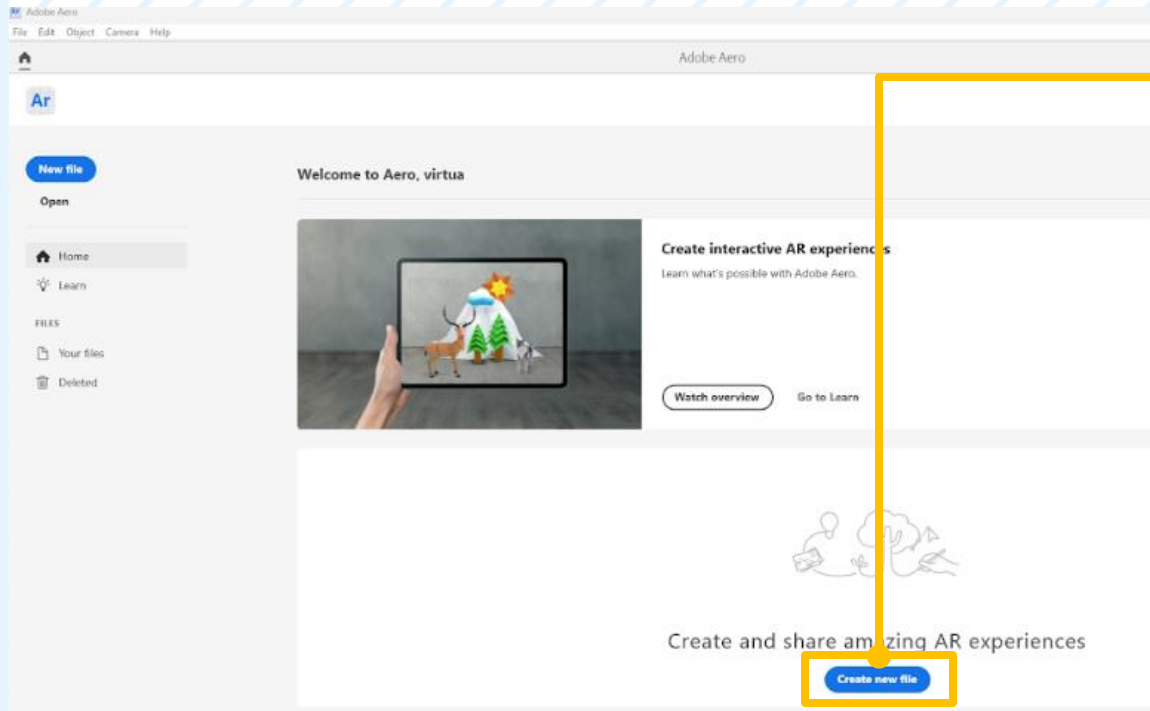 Ar Adobe Aero
File Edit Object Camera Help
Adobe Aero
Ar
New file
Open
Home
Learn
FILES
Your files
Deleted
Welcome to Aero, virtua
Create interactive AR experiences
Learn what's possible with Adobe Aero.
Watch overview Go to Learn
Create and share amazing AR experiences
Create new file